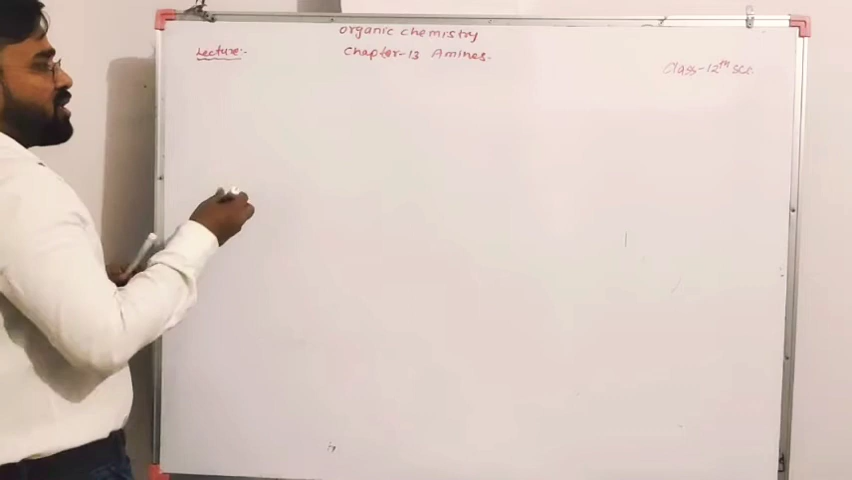 organic chemistry
Lecture:-
Chapter-13 Amines.
Class-12th sci.